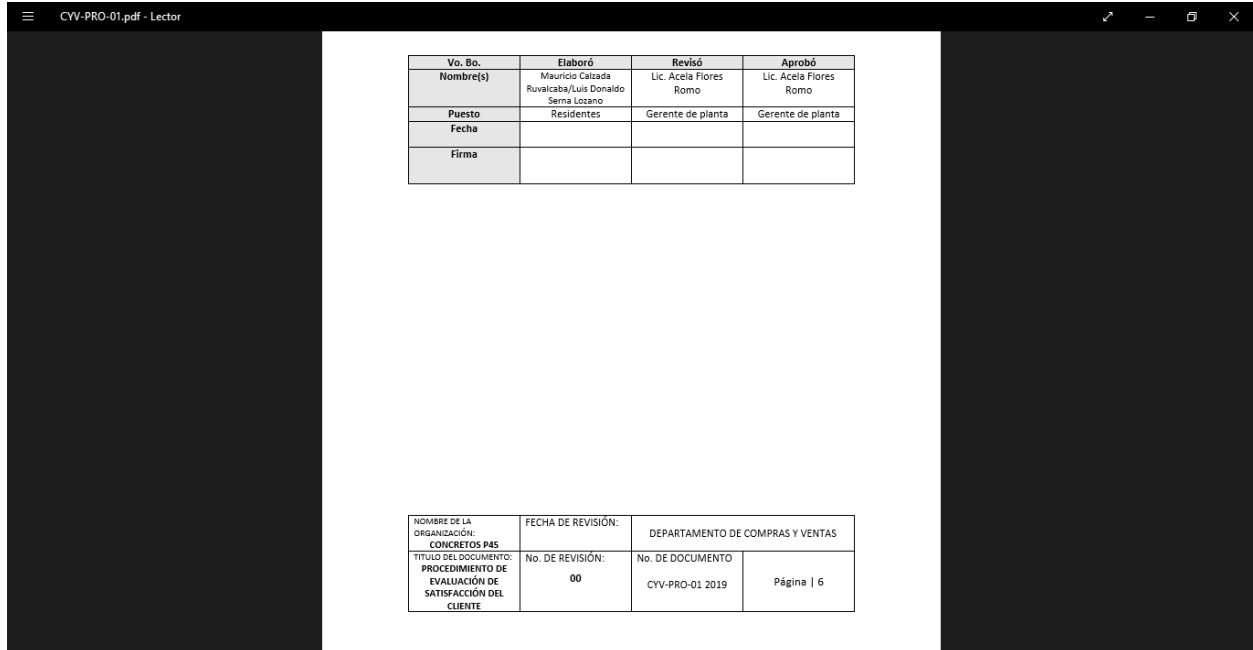 CYV-PRO-01.pdf - Lector
Vo. Bo. Elaboró Revisó Aprobó
Nombre(s) Mauricio Calzada Ruvalcaba/Luis Donaldo Serna Lozano Lic. Acela Flores Romo Lic. Acela Flores Romo
Puesto Residentes Gerente de planta Gerente de planta
Fecha
Firma
NOMBRE DE LA
ORGANIZACIÓN:
CONCRETOS P45
FECHA DE REVISIÓN:
DEPARTAMENTO DE COMPRAS Y VENTAS
TITULO DEL DOCUMENTO:
PROCEDIMIENTO DE
EVALUACIÓN DE
SATISFACCIÓN DEL
CLIENTE
No. DE REVISIÓN:
00
No. DE DOCUMENTO
CYV-PRO-01 2019
Página | 6